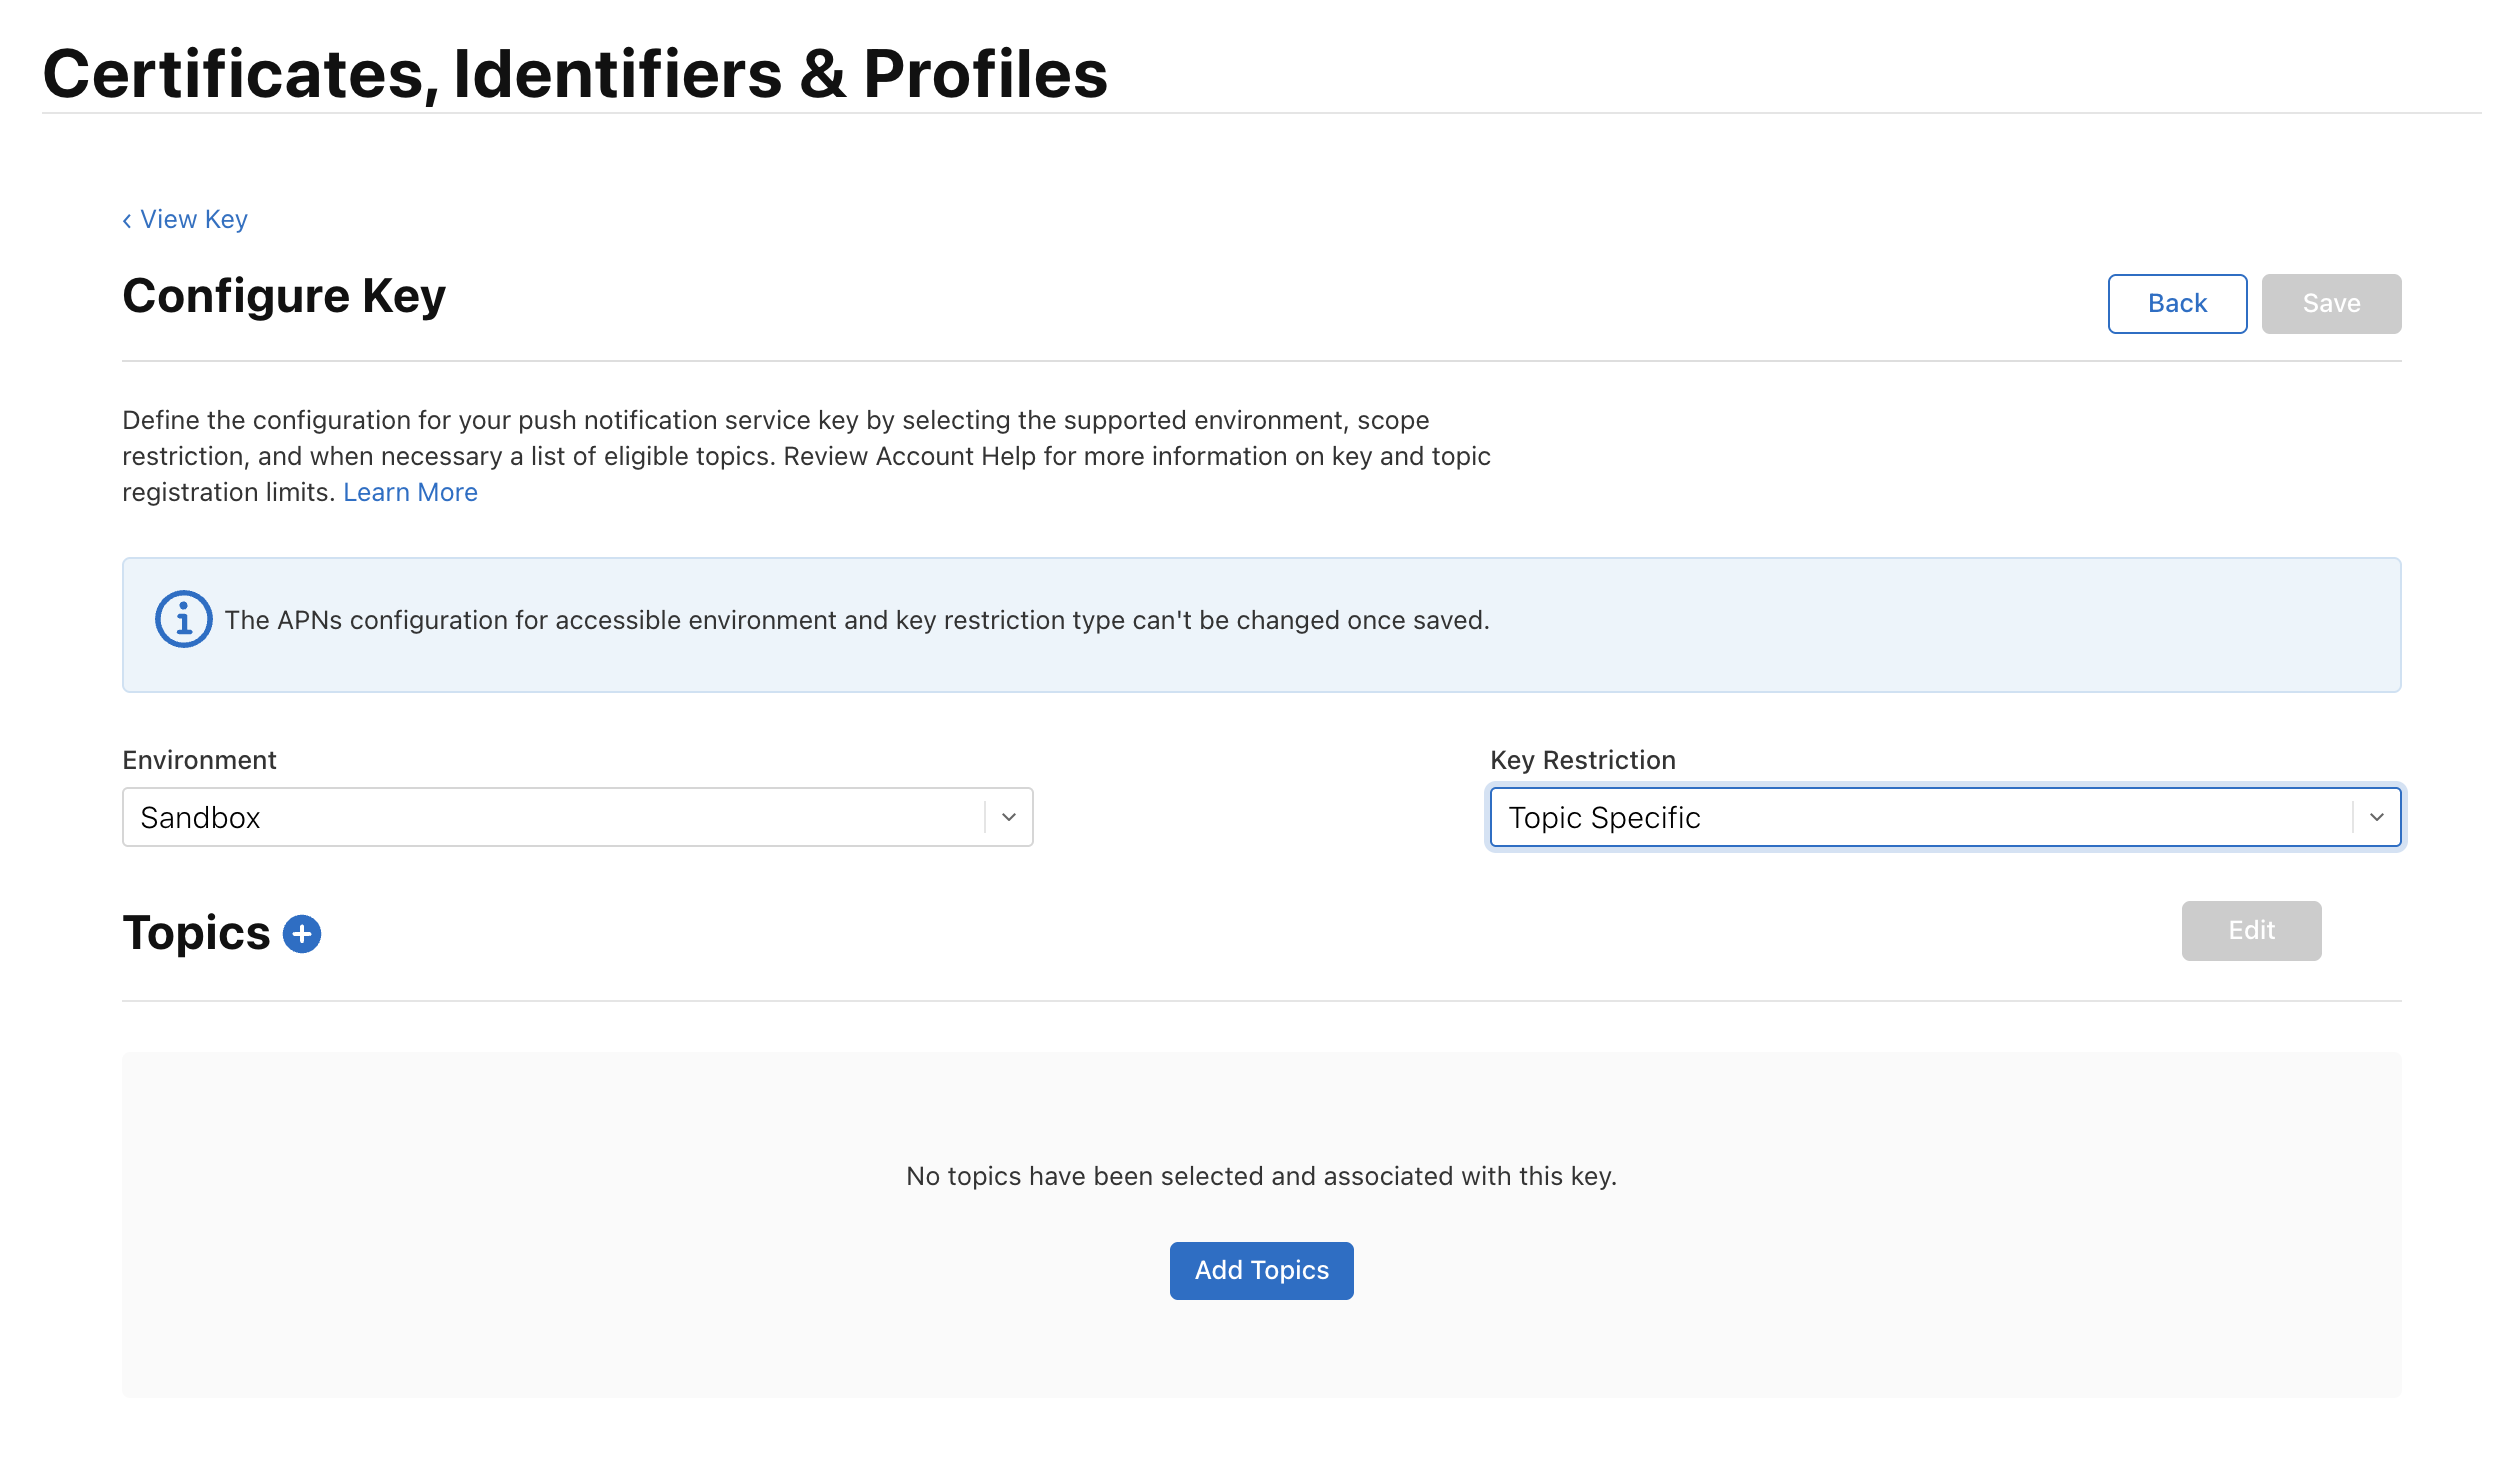 Certificates, Identifiers & Profiles
‹ View Key
Configure Key
Back
Save
Define the configuration for your push notification service key by selecting the supported environment, scope
restriction, and when necessary a list of eligible topics. Review Account Help for more information on key and topic
registration limits. Learn More
The APNs configuration for accessible environment and key restriction type can't be changed once saved.
Environment
Key Restriction
Sandbox
Topic Specific
Topics
Edit
No topics have been selected and associated with this key.
Add Topics